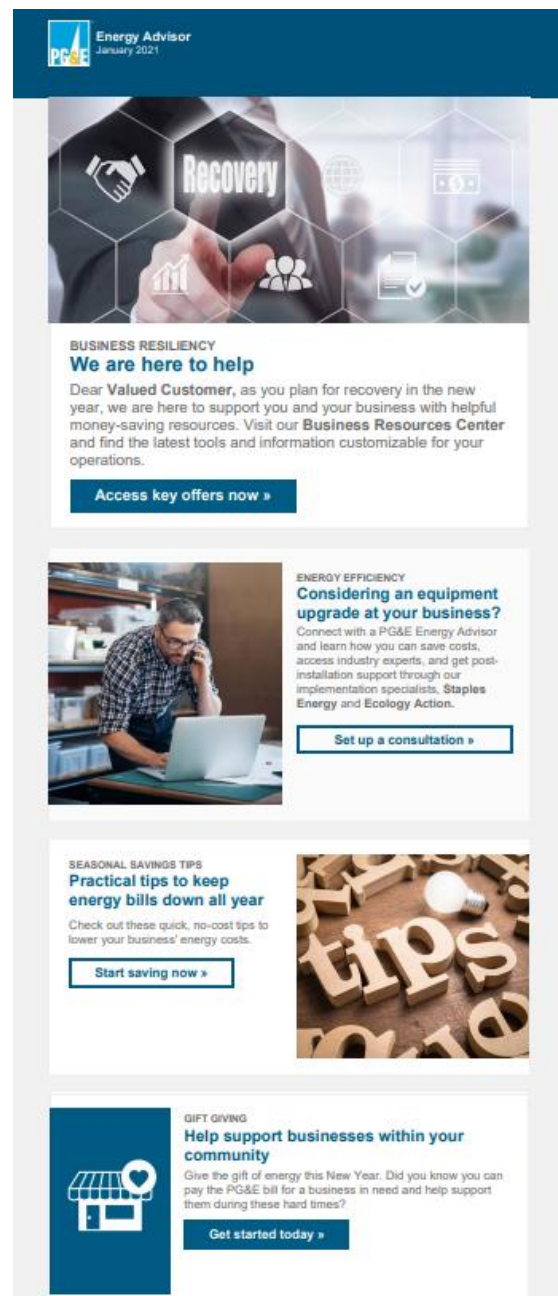 PG&E
Energy Advisor
January 2021
Recovery
BUSINESS RESILIENCY
We are here to help
Dear Valued Customer, as you plan for recovery in the new
year, we are here to support you and your business with helpful
money-saving resources. Visit our Business Resources Center
and find the latest tools and information customizable for your
operations.
Access key offers now »
ENERGY EFFICIENCY
Considering an equipment
upgrade at your business?
Connect with a PG&E Energy Advisor
and learn how you can save costs,
access industry experts, and get post-
installation support through our
implementation specialists, Staples
Energy and Ecology Action.
Set up a consultation »
SEASONAL SAVINGS TIPS
Practical tips to keep
energy bills down all year
Check out these quick, no-cost tips to
lower your business' energy costs.
Start saving now »
tips
GIFT GIVING
Help support businesses within your
community
Give the gift of energy this New Year. Did you know you can
pay the PG&E bill for a business in need and help support
them during these hard times?
Get started today »